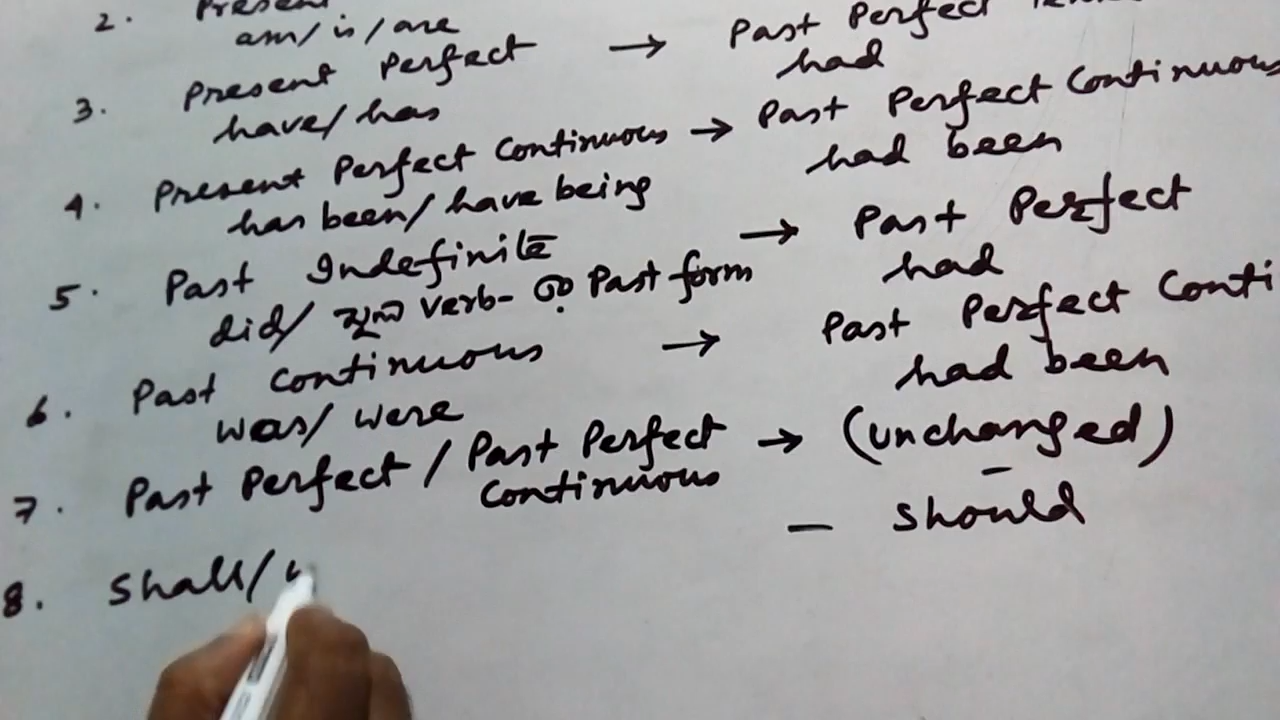 2. Present
am/is/are
Past Perfect
had
3. Present Perfect →
have/has
Past Perfect Continuous
had been
4. Present Perfect Continuous →
has been/have being
Past Perfect
had
5. Past Indefinite →
did/মূল verb-এর Past form
Past Perfect Conti
had been
6. Past Continuous →
was/were
7. Past Perfect/Past Perfect → (unchanged)
Continuous
– should
8. Shall/